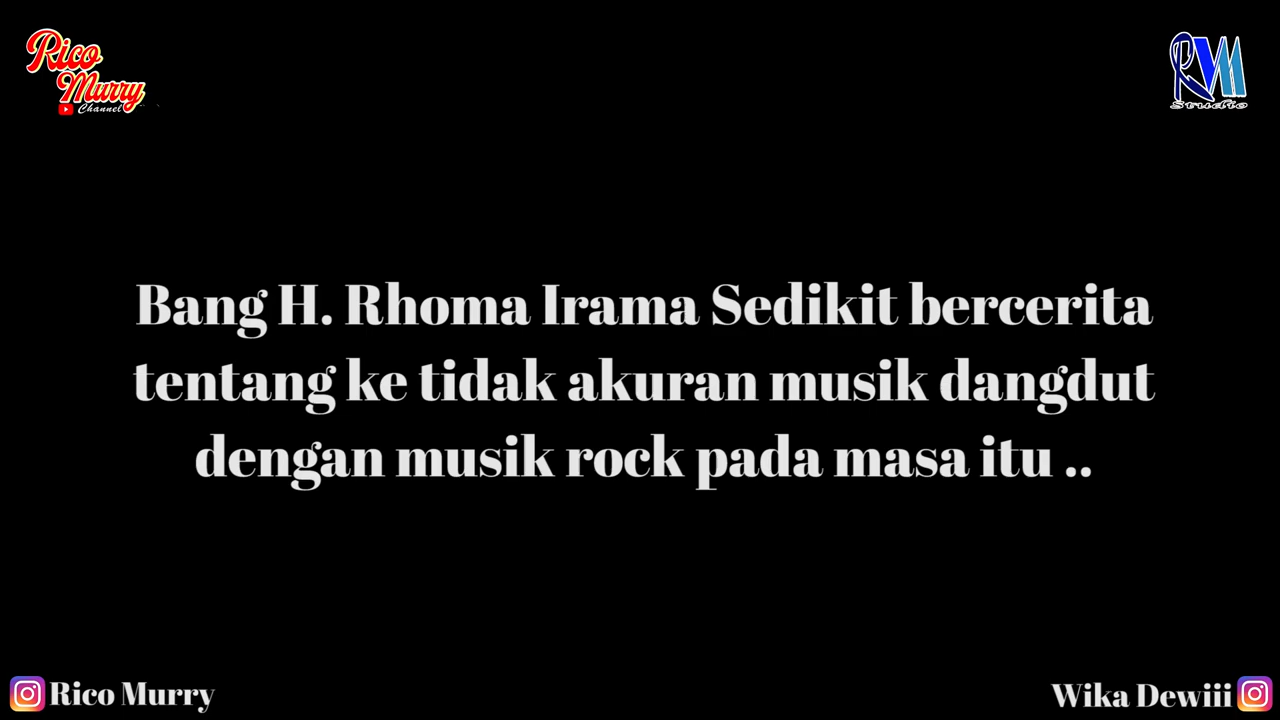 Rico
Murry
Channel
RM
Studio
Bang H. Rhoma Irama Sedikit bercerita
tentang ke tidak akuran musik dangdut
dengan musik rock pada masa itu ..
Rico Murry
Wika Dewiii